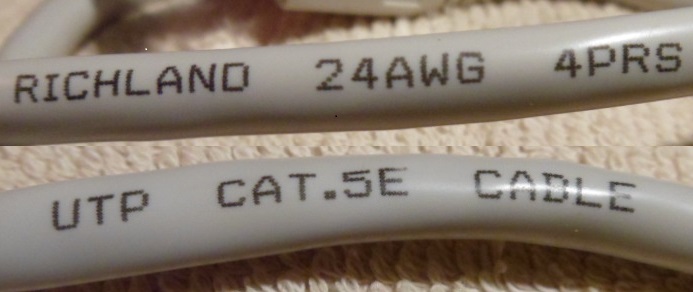 RICHLAND 24AWG 4PRS
UTP CAT.5E CABLE